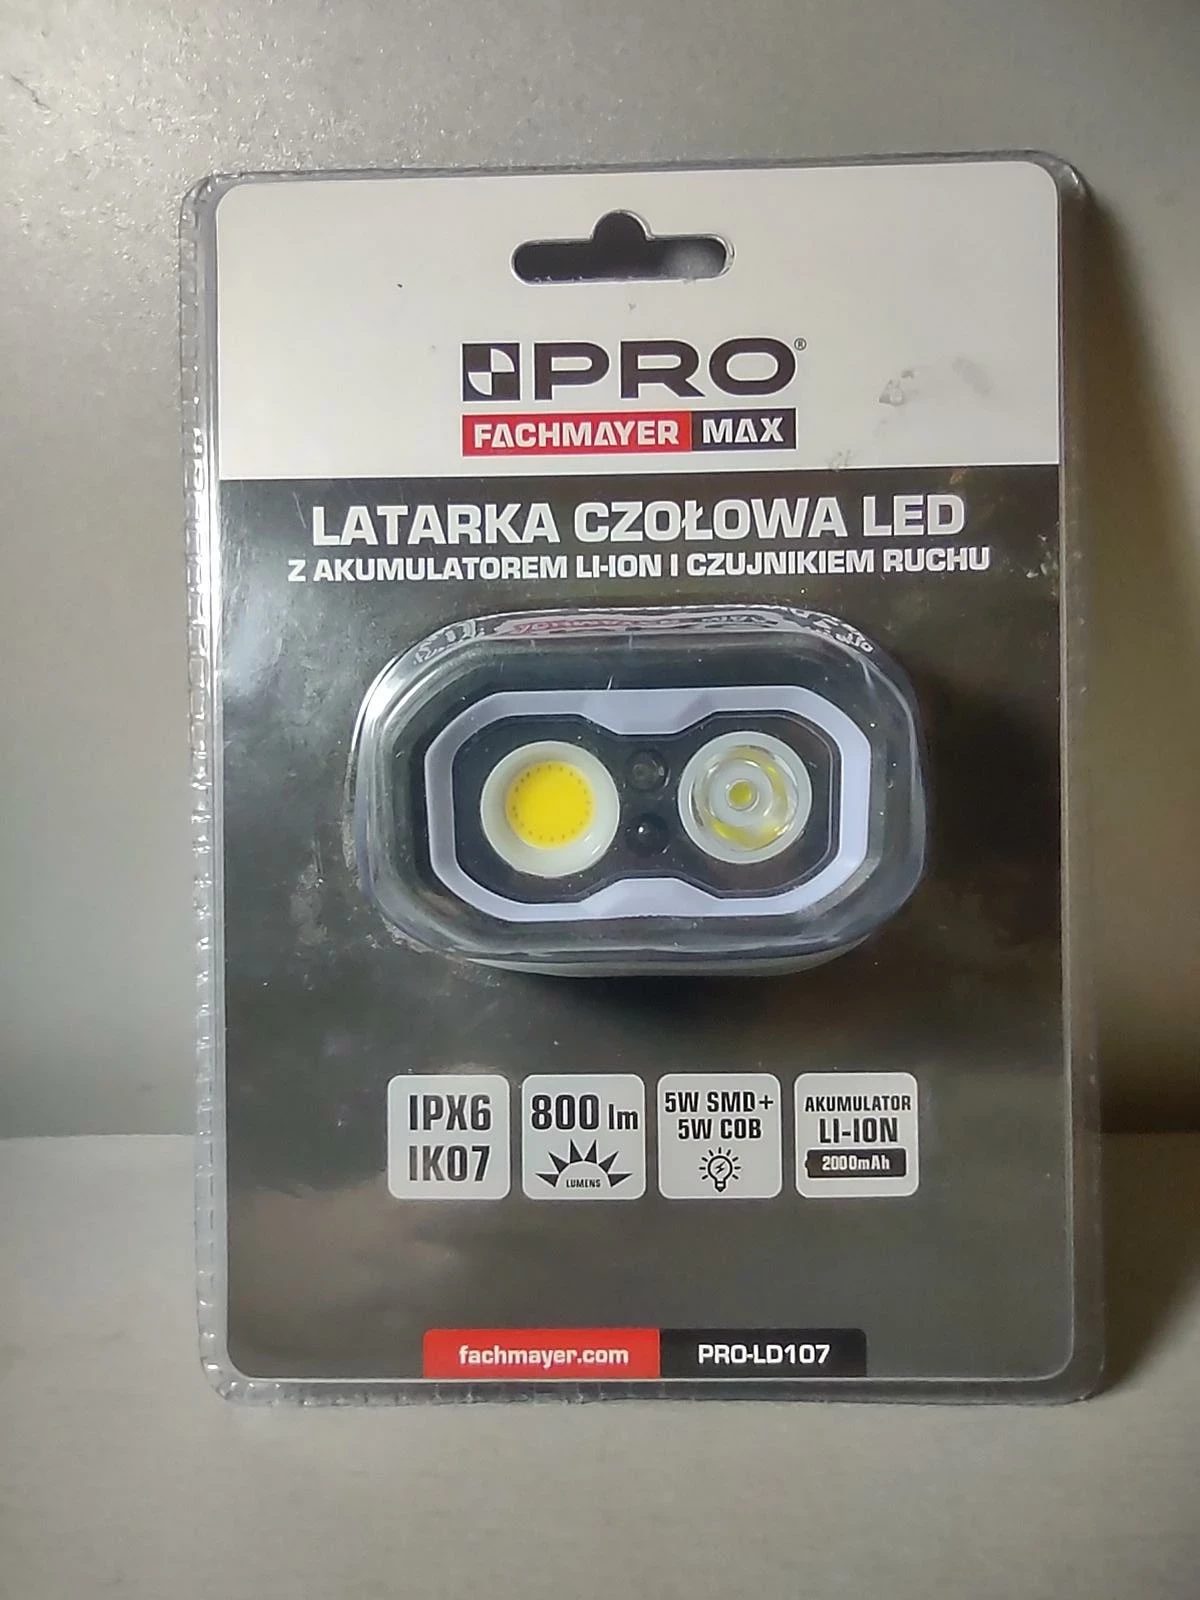 PRO®
FACHMAYER MAX
LATARKA CZOŁOWA LED
Z AKUMULATOREM LI-ION I CZUJNIKIEM RUCHU
IPX6
IK07
800 lm
LUMENS
5W SMD+
5W COB
AKUMULATOR
LI-ION
2000mAh
fachmayer.com
PRO-LD107